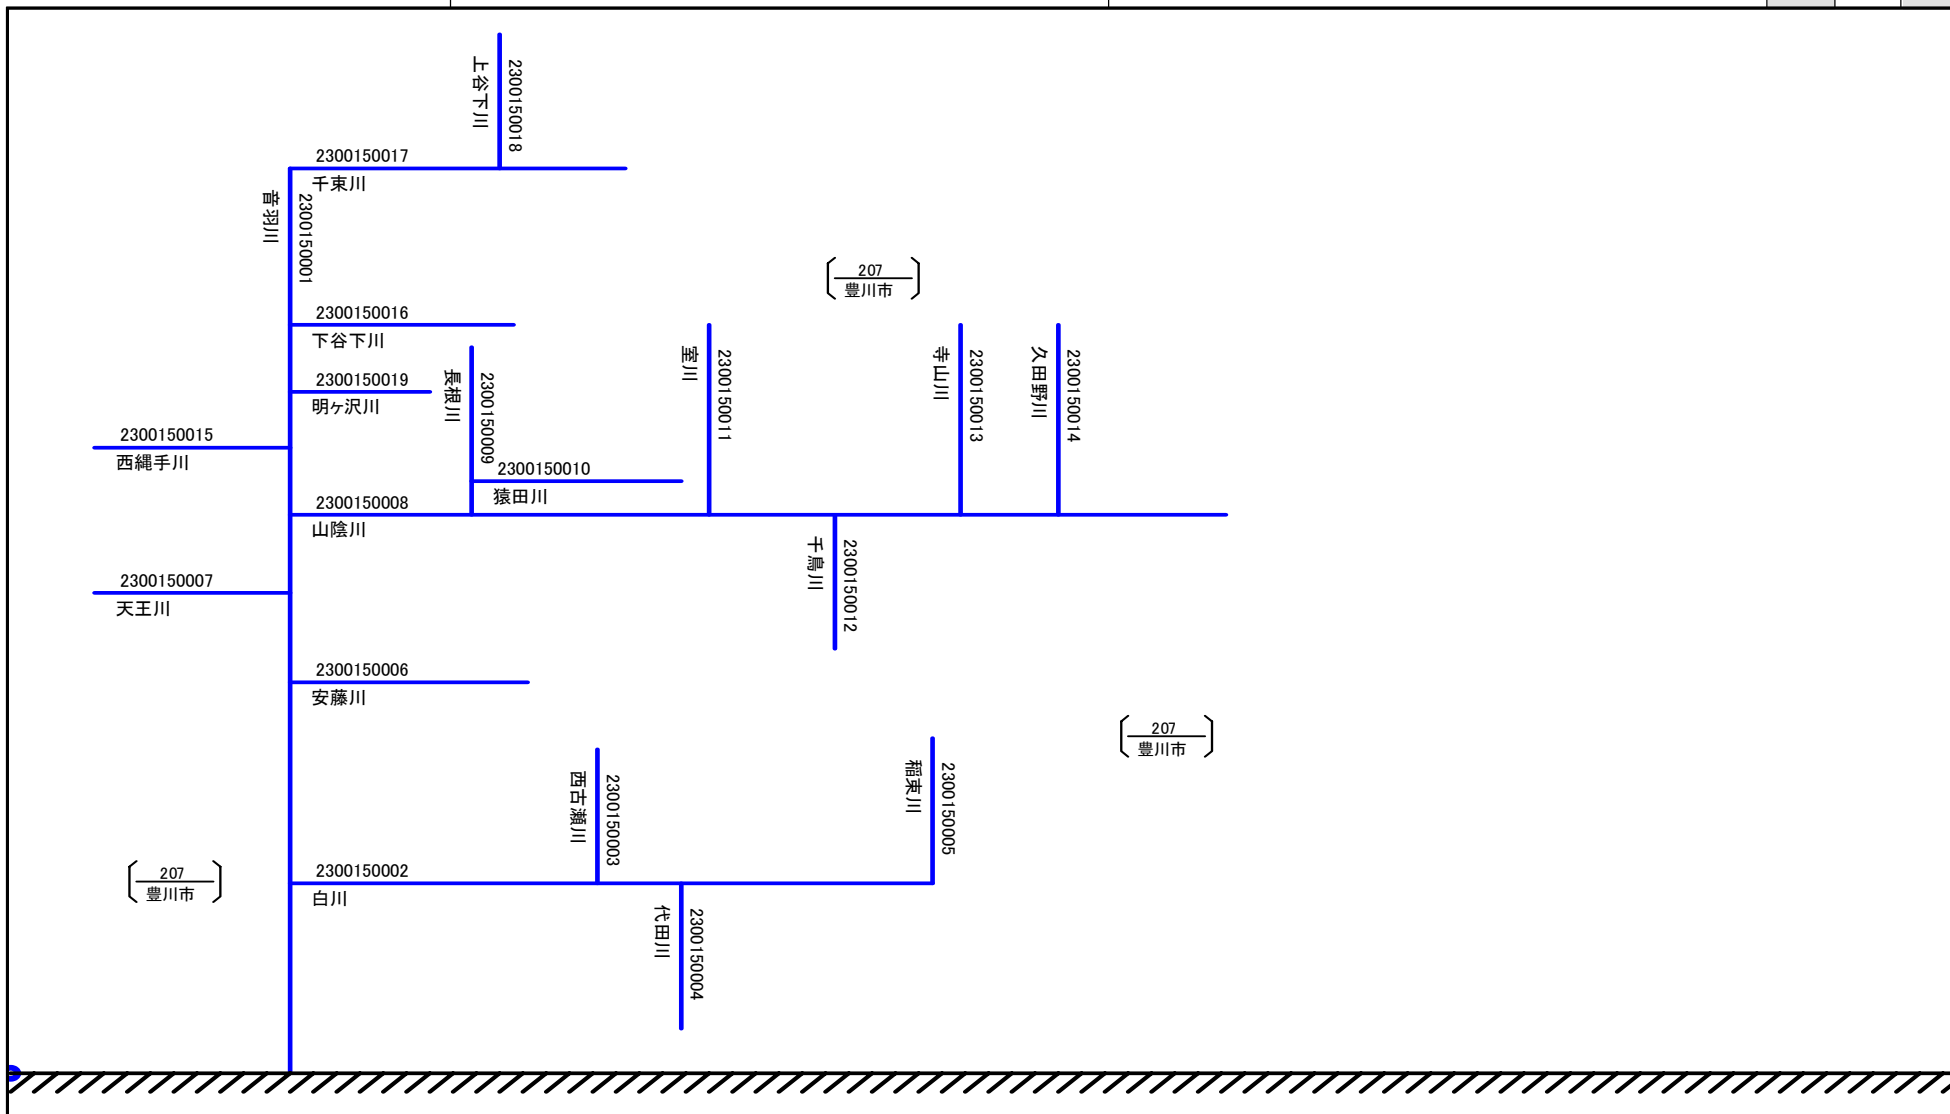 上谷下川
2300150018
2300150017
千束川
音羽川
2300150001
207
豊川市
2300150016
下谷下川
室川
2300150011
寺山川
2300150013
久田野川
2300150014
2300150019
明ヶ沢川
長根川
2300150009
2300150015
西縄手川
2300150010
猿田川
2300150008
山陰川
千鳥川
2300150012
2300150007
天王川
2300150006
安藤川
207
豊川市
西古瀬川
2300150003
稲束川
2300150005
207
豊川市
2300150002
白川
代田川
2300150004